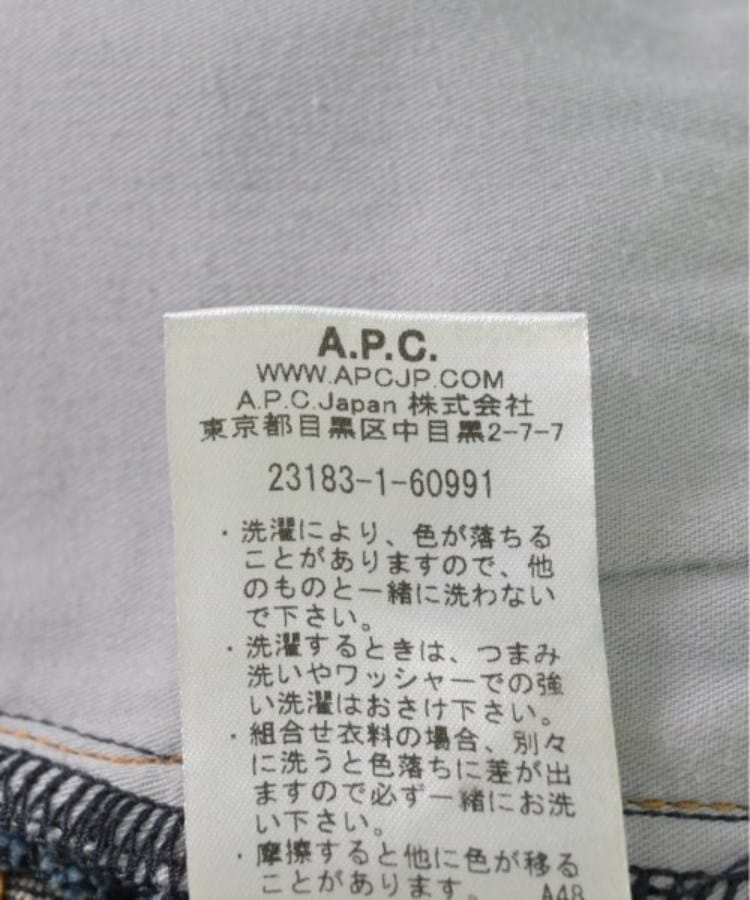 A.P.C.
WWW.APCJP.COM
A.P.C.Japan 株式会社
東京都目黒区中目黒2-7-7
23183-1-60991
・洗濯により、色が落ちる
ことがありますので、他
のものと一緒に洗わない
で下さい。
・洗濯するときは、つまみ
洗いやワッシャーでの強
い洗濯はおさけ下さい。
・組合せ衣料の場合、別々
に洗うと色落ちに差が出
ますので必ず一緒にお洗
い下さい。
・摩擦すると他に色が移る
ことがあります。 A48